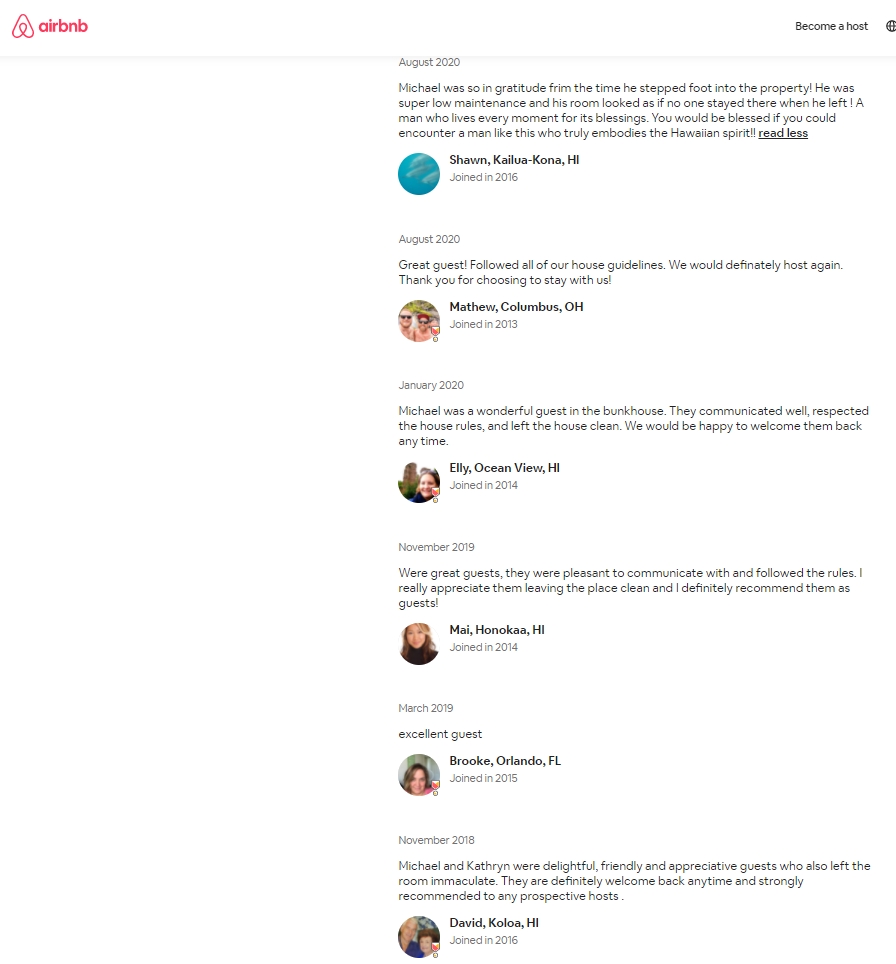 airbnb
Become a host
August 2020
Michael was so in gratitude frim the time he stepped foot into the property! He was
super low maintenance and his room looked as if no one stayed there when he left ! A
man who lives every moment for its blessings. You would be blessed if you could
encounter a man like this who truly embodies the Hawaiian spirit!! read less
Shawn, Kailua-Kona, HI
Joined in 2016
August 2020
Great guest! Followed all of our house guidelines. We would definately host again.
Thank you for choosing to stay with us!
Mathew, Columbus, OH
Joined in 2013
January 2020
Michael was a wonderful guest in the bunkhouse. They communicated well, respected
the house rules, and left the house clean. We would be happy to welcome them back
any time.
Elly, Ocean View, HI
Joined in 2014
November 2019
Were great guests, they were pleasant to communicate with and followed the rules. I
really appreciate them leaving the place clean and I definitely recommend them as
guests!
Mai, Honokaa, HI
Joined in 2014
March 2019
excellent guest
Brooke, Orlando, FL
Joined in 2015
November 2018
Michael and Kathryn were delightful, friendly and appreciative guests who also left the
room immaculate. They are definitely welcome back anytime and strongly
recommended to any prospective hosts .
David, Koloa, HI
Joined in 2016